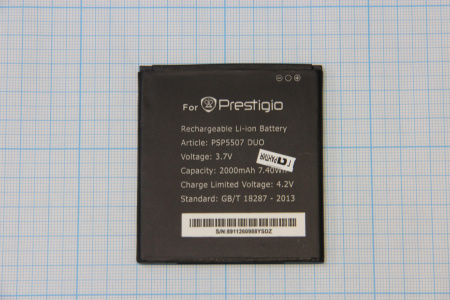 For Prestigio
Rechargeable Li-ion Battery
Article: PSP5507 DUO
Voltage: 3.7V
Capacity: 2000mAh 7.40Wh
Charge Limited Voltage: 4.2V
Standard: GB/T 18287 - 2013
S/N:8911260988YSDZ